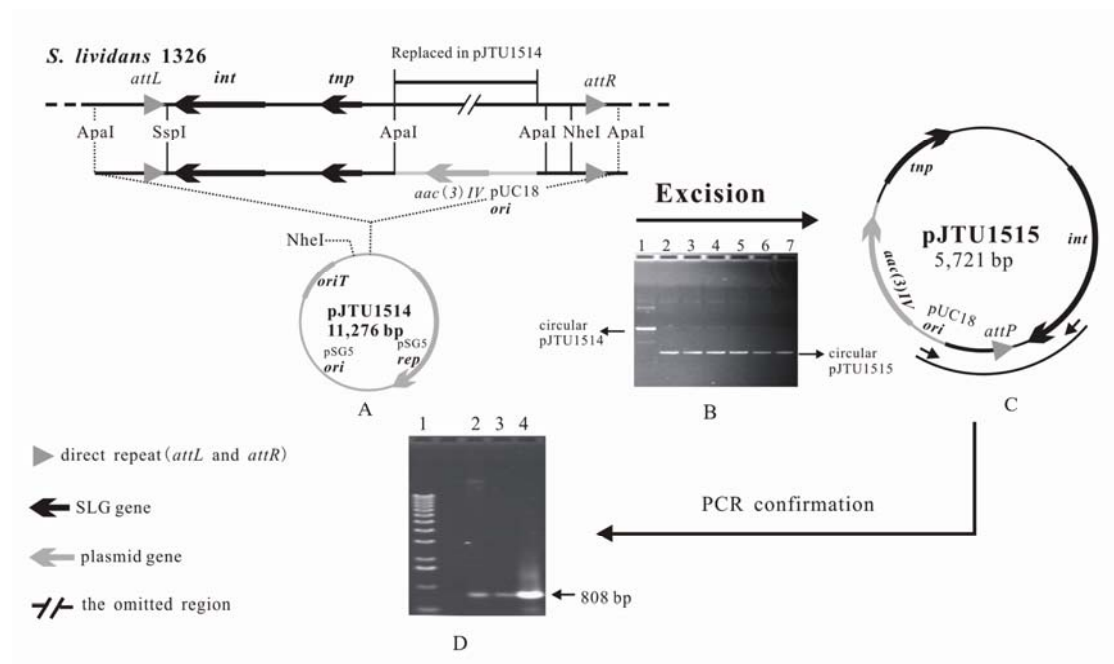 Replaced in pJTU1514
S. lividans 1326
attL int tnp attR
ApaI SspI ApaI ApaI NheI ApaI
aac(3)IV pUC18
ori
NheI
oriT
pJTU1514
11,276 bp
pSG5
ori
pSG5
rep
A
Excision
1 2 3 4 5 6 7
circular
pJTU1514
circular
pJTU1515
B
tnp
pJTU1515
5,721 bp
int
aac(3)IV
pUC18
ori
attP
C
1 2 3 4
808 bp
D
PCR confirmation
direct repeat(attL and attR)
SLG gene
plasmid gene
the omitted region